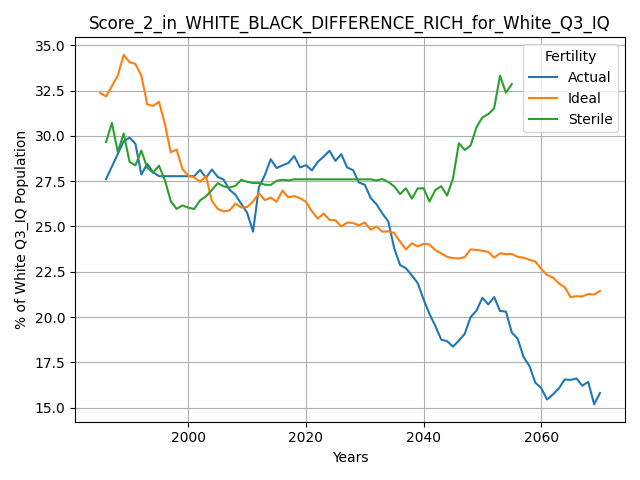 Score_2_in_WHITE_BLACK_DIFFERENCE_RICH_for_White_Q3_IQ
Fertility
Actual
Ideal
Sterile
% of White Q3_IQ Population
35.0
32.5
30.0
27.5
25.0
22.5
20.0
17.5
15.0
2000
2020
2040
2060
Years